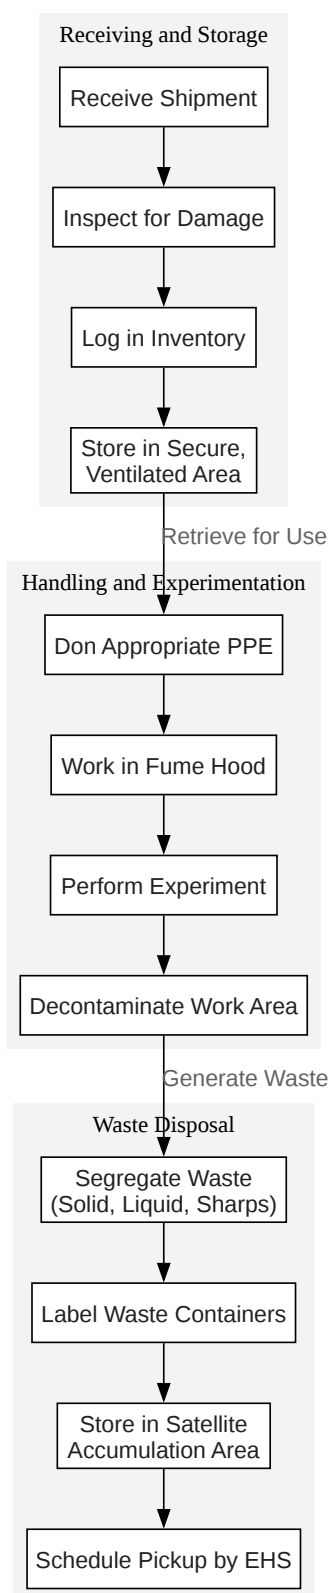 Receiving and Storage
Receive Shipment
Inspect for Damage
Log in Inventory
Store in Secure,
Ventilated Area
Retrieve for Use
Handling and Experimentation
Don Appropriate PPE
Work in Fume Hood
Perform Experiment
Decontaminate Work Area
Generate Waste
Waste Disposal
Segregate Waste
(Solid, Liquid, Sharps)
Label Waste Containers
Store in Satellite
Accumulation Area
Schedule Pickup by EHS